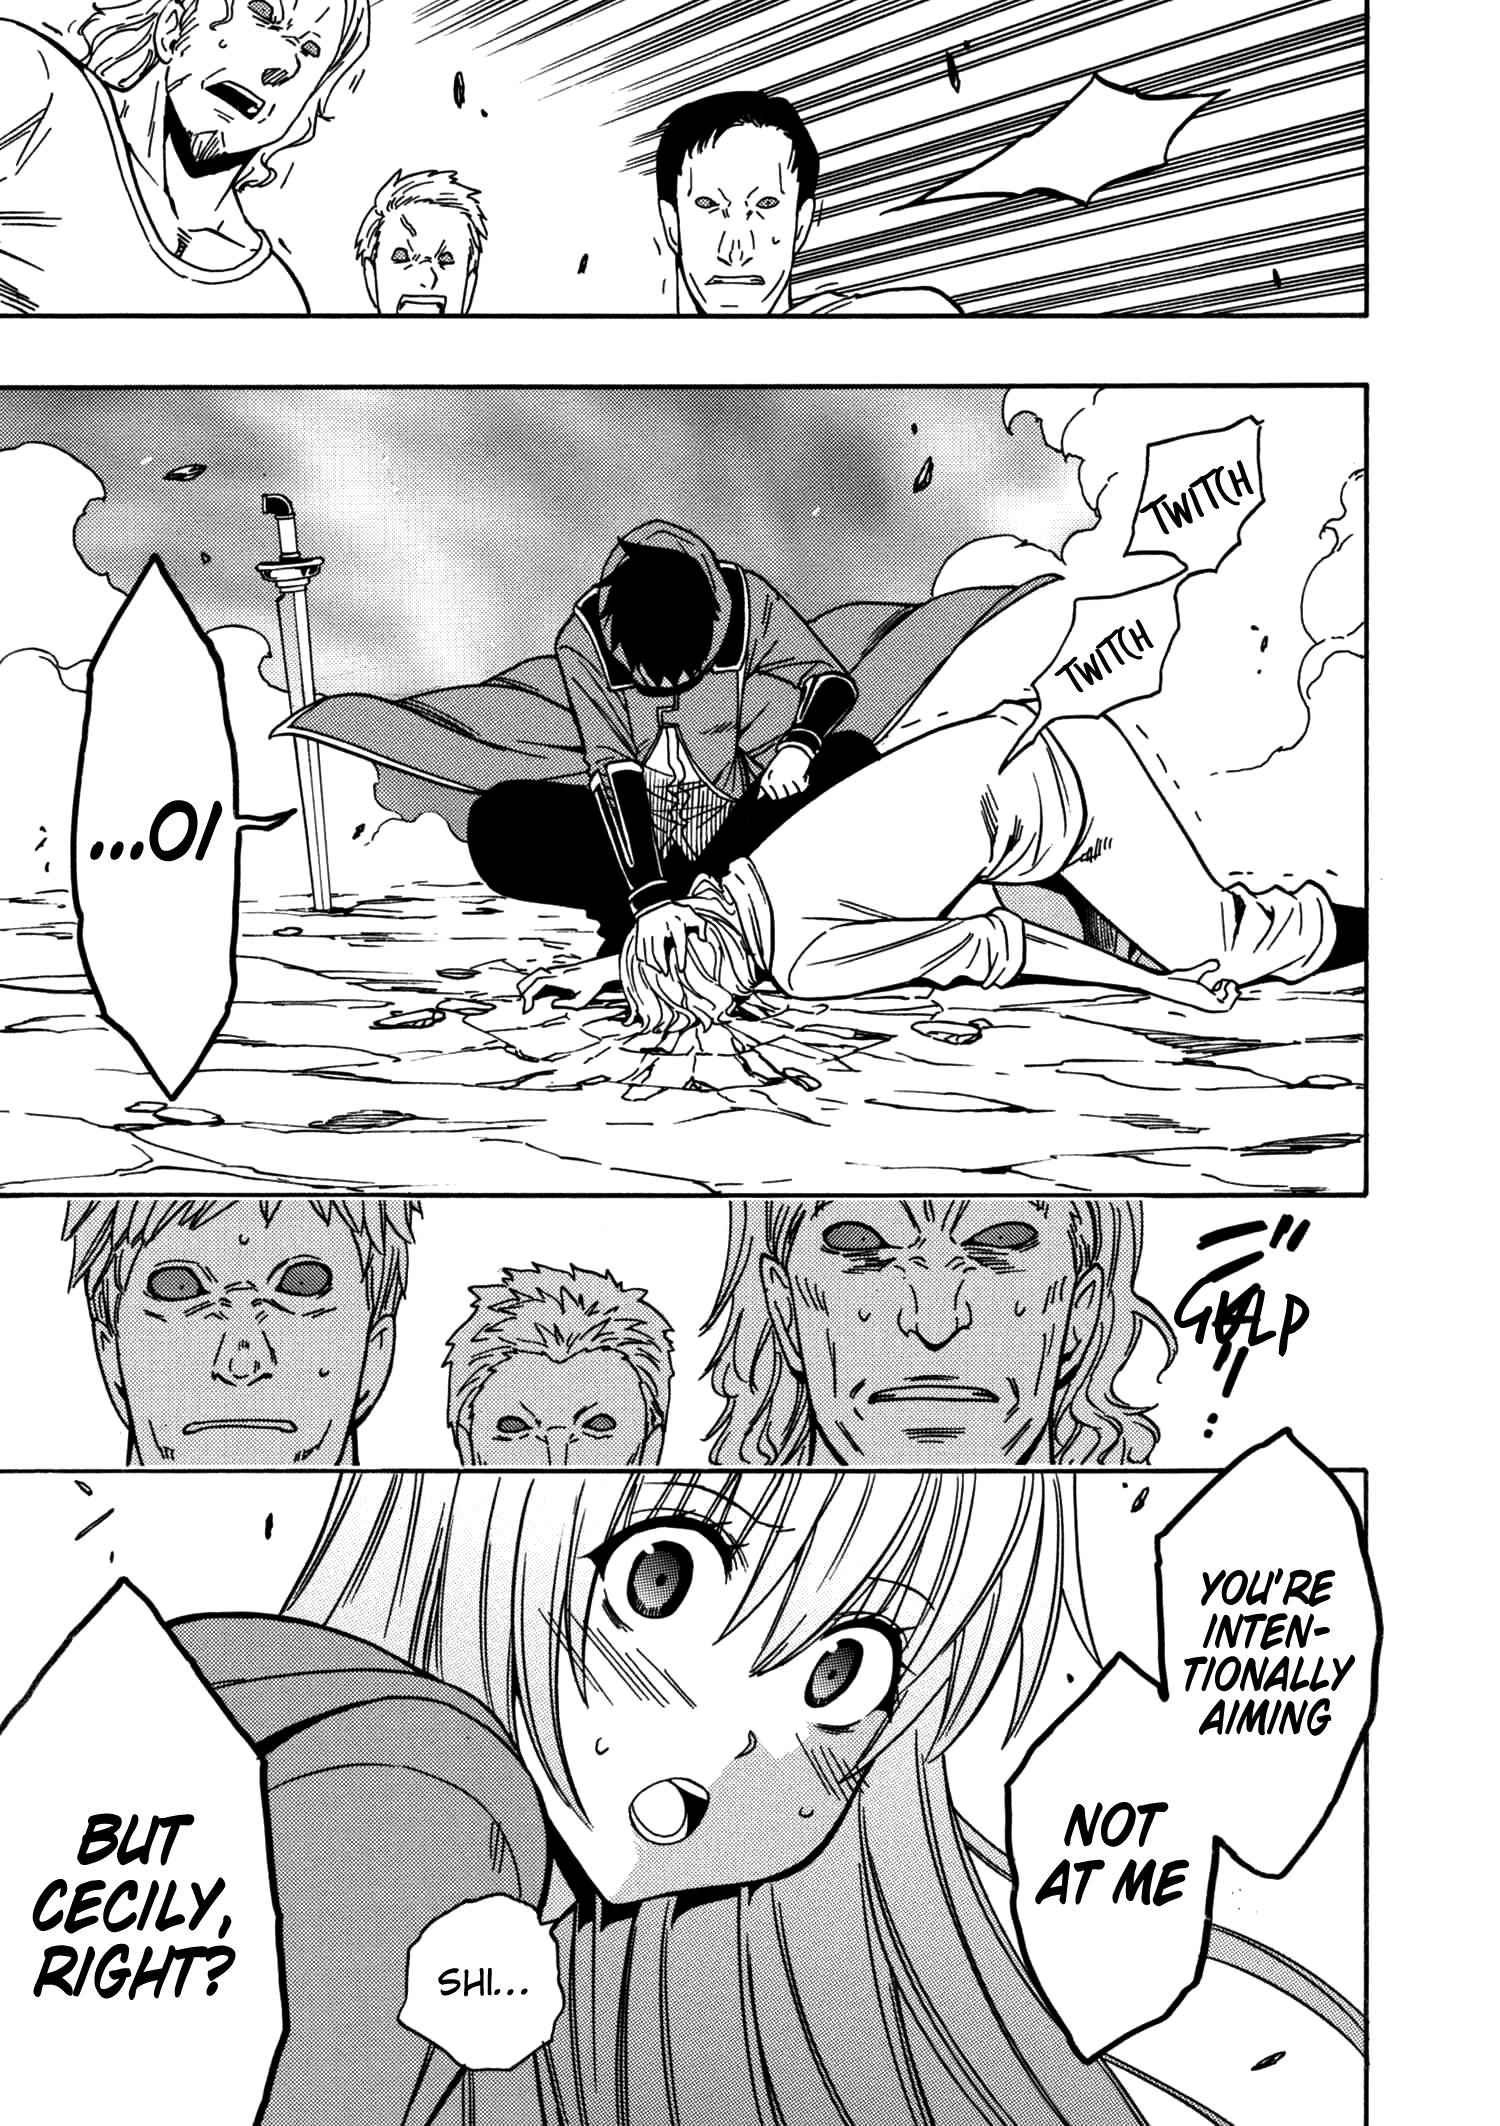 TWITCH
TWITCH
...OI
GULP
YOU'RE
INTEN-
TIONALLY
AIMING
NOT
AT ME
SHI...
BUT
CECILY,
RIGHT?